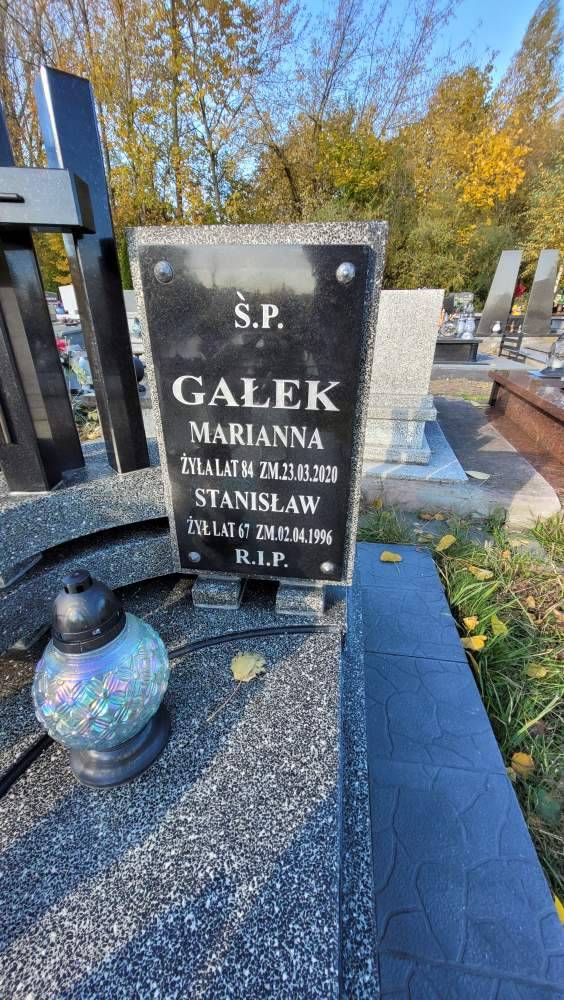 Ṡ.P.
GAŁEK
MARIANNA
ŻYŁA LAT 84 ZM.23.03.2020
STANISŁAW
ŻYŁ LAT 67 ZM.02.04.1996
R.I.P.